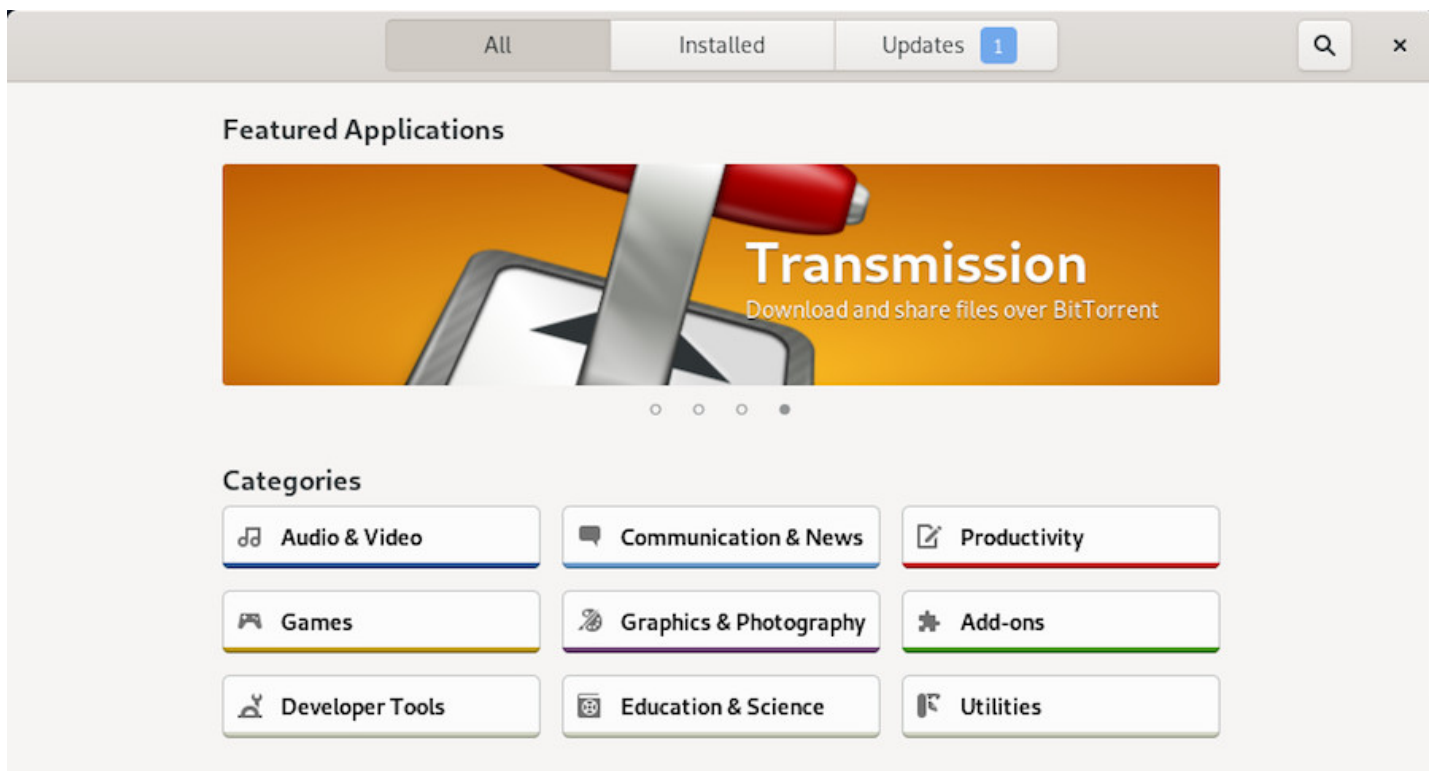 All Installed Updates 1
Featured Applications
Transmission
Download and share files over BitTorrent
Categories
Audio & Video Communication & News Productivity
Games Graphics & Photography Add-ons
Developer Tools Education & Science Utilities